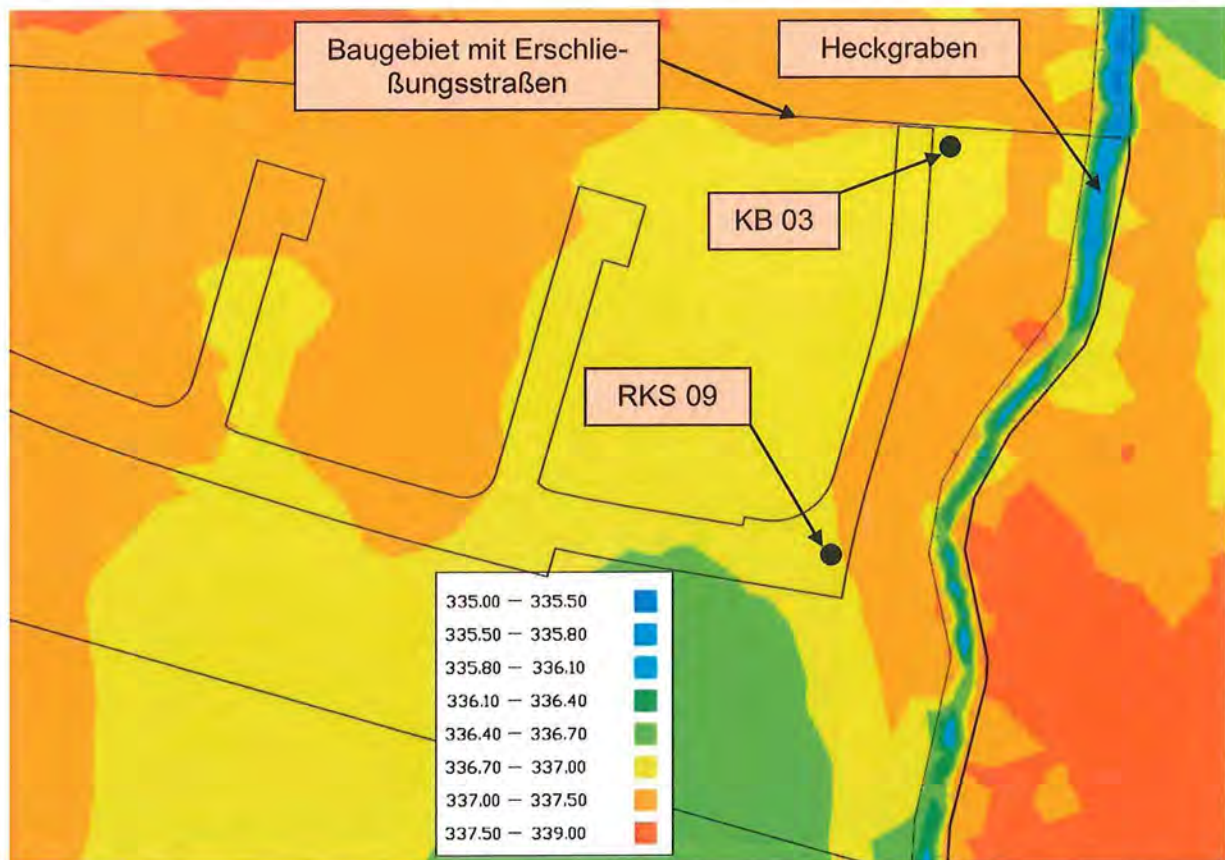 Baugebiet mit Erschlie-
ßungsstraßen
Heckgraben
KB 03
RKS 09
335.00 — 335.50
335.50 — 335.80
335.80 — 336.10
336.10 — 336.40
336.40 — 336.70
336.70 — 337.00
337.00 — 337.50
337.50 — 339.00